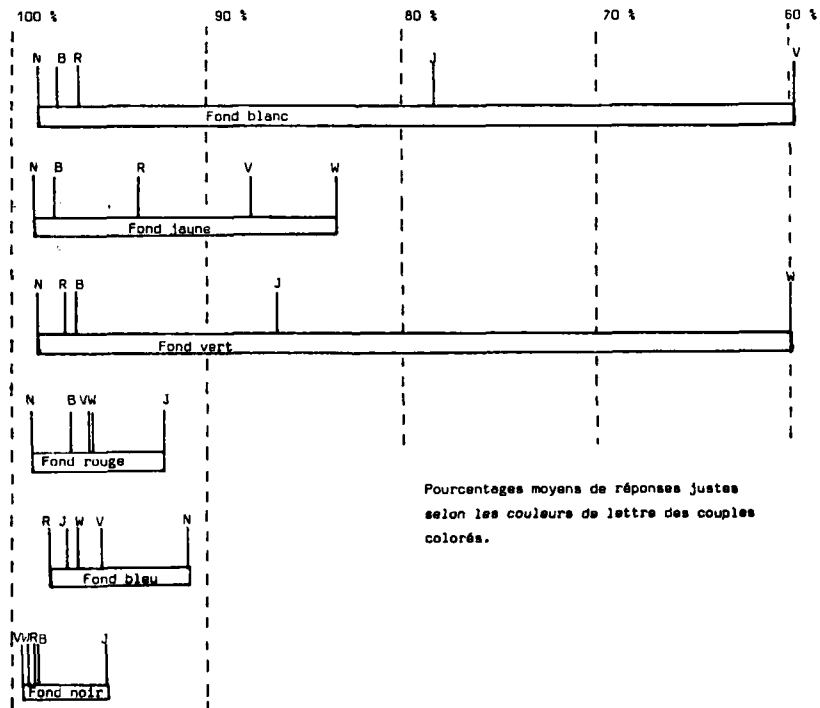 100 % 90 % 80 % 70 % 60 %
N B R J V
Fond blanc
N B R V W
Fond jaune
N R B J W
Fond vert
N B V W J
Fond rouge
Pourcentages moyens de réponses justes
selon les couleurs de lettre des couples
colorés.
R J W V N
Fond bleu
V W R B J
Fond noir